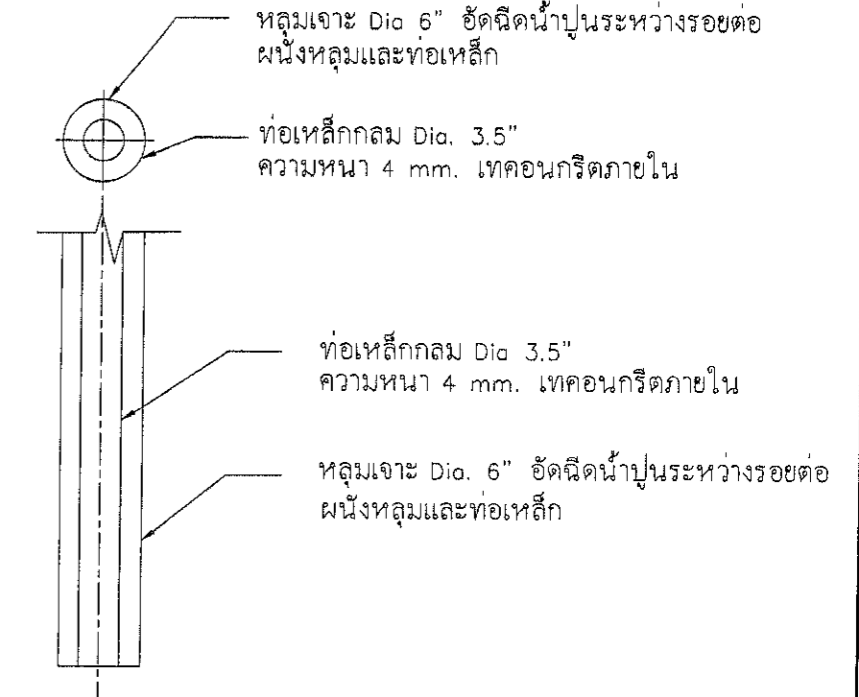 หลุมเจาะ Dia 6" อัดฉีดน้ำปูนระหว่างรอยต่อ
ผนังหลุมและท่อเหล็ก
ท่อเหล็กกลม Dia. 3.5"
ความหนา 4 mm. เทคอนกรีตภายใน
ท่อเหล็กกลม Dia 3.5"
ความหนา 4 mm. เทคอนกรีตภายใน
หลุมเจาะ Dia. 6" อัดฉีดน้ำปูนระหว่างรอยต่อ
ผนังหลุมและท่อเหล็ก